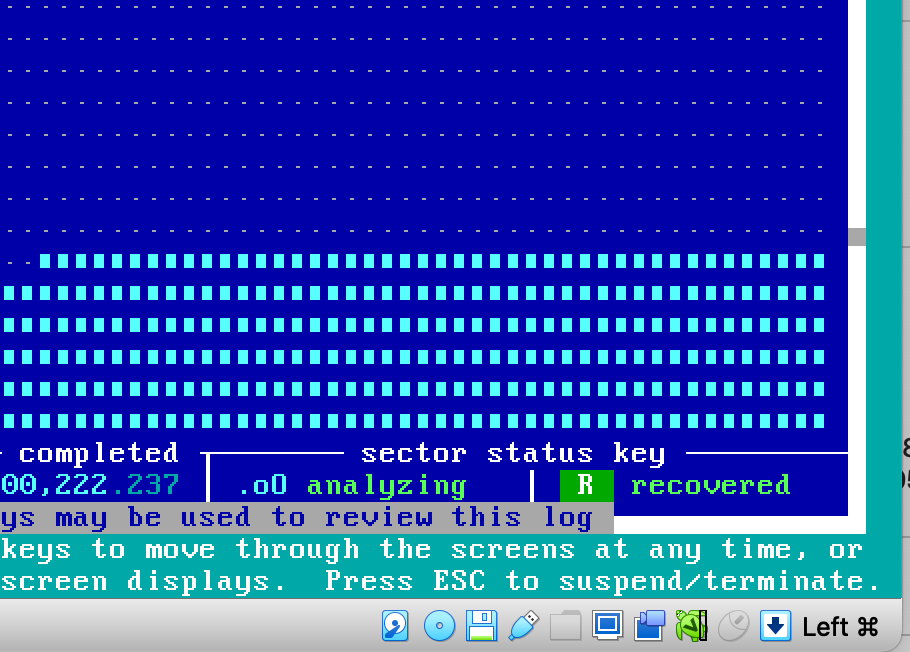 completed sector status key
00,222.237 .oO analyzing R recovered
ys may be used to review this log
keys to move through the screens at any time, or
screen displays. Press ESC to suspend/terminate.
Left ⌘